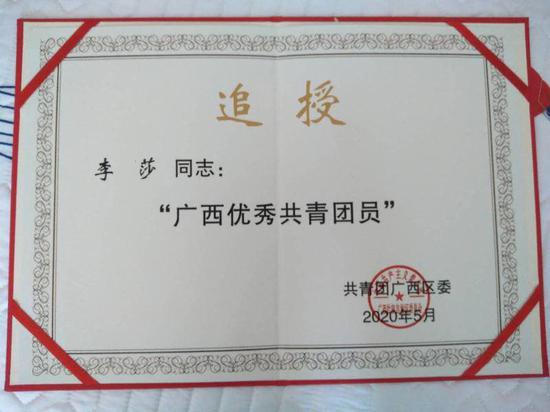 追授
李莎 同志：
“广西优秀共青团员”
共青团广西区委
2020年5月